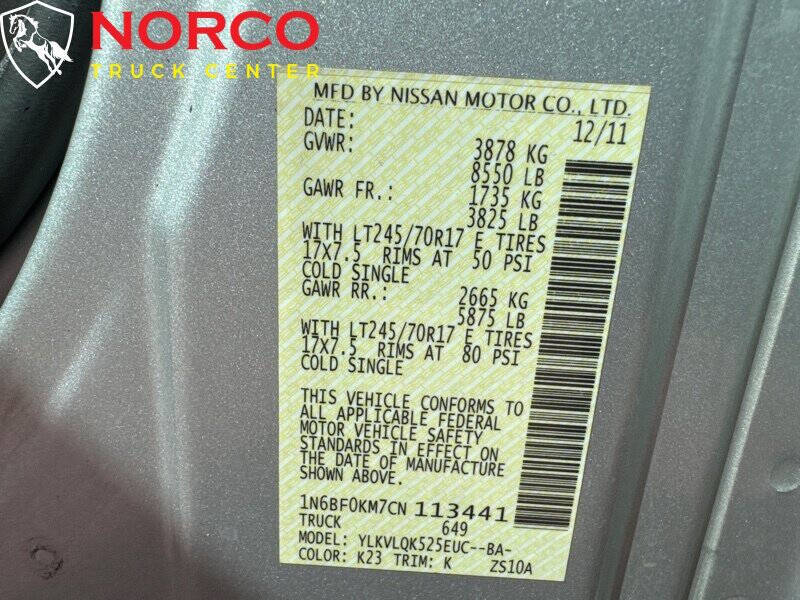 NORCO
TRUCK CENTER
MFD BY NISSAN MOTOR CO., LTD.
DATE: 12/11
GVWR: 3878 KG
8550 LB
GAWR FR.: 1735 KG
3825 LB
WITH LT245/70R17 E TIRES
17X7.5 RIMS AT 50 PSI
COLD SINGLE
GAWR RR.: 2665 KG
5875 LB
WITH LT245/70R17 E TIRES
17X7.5 RIMS AT 80 PSI
COLD SINGLE
THIS VEHICLE CONFORMS TO
ALL APPLICABLE FEDERAL
MOTOR VEHICLE SAFETY
STANDARDS IN EFFECT ON
THE DATE OF MANUFACTURE
SHOWN ABOVE.
1N6BF0KM7CN 113441
TRUCK 649
MODEL: YLKVLQK525EUC--BA-
COLOR: K23 TRIM: K ZS10A